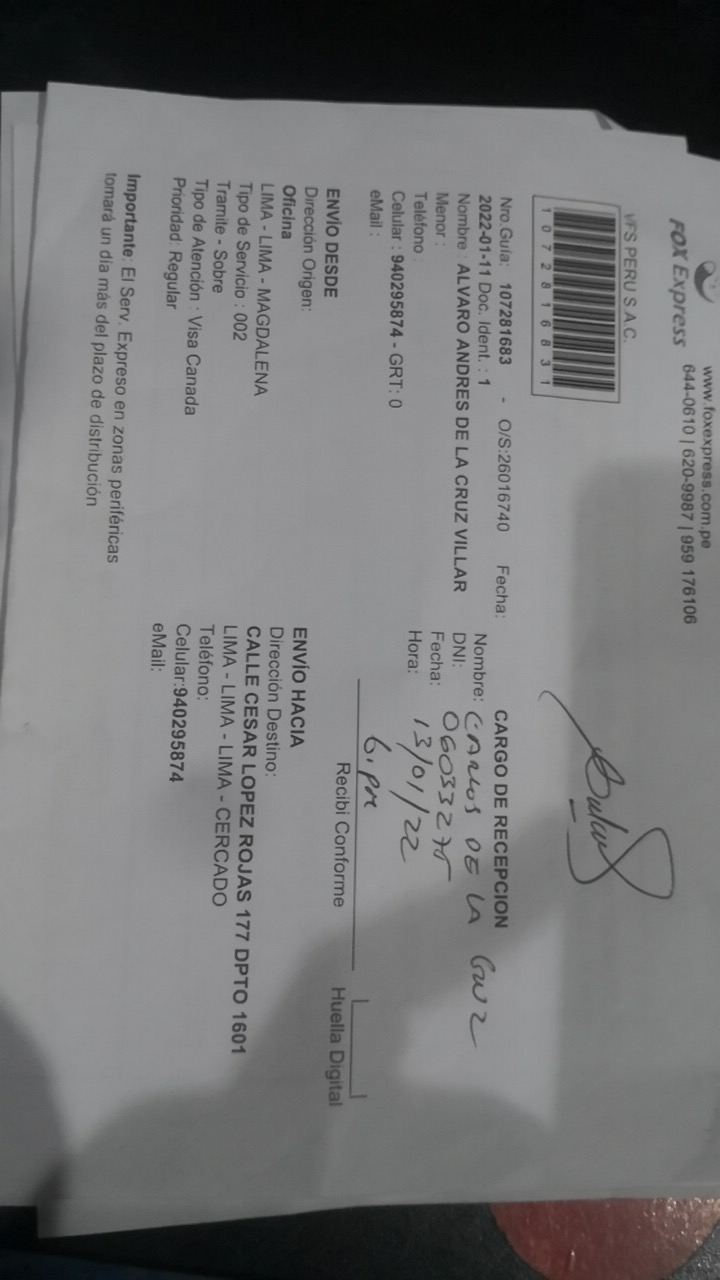 FOX Express
www.foxexpress.com.pe
644-0610 | 620-9987 | 959 176106
VFS PERU S.A.C.
1 0 7 2 8 1 6 8 3 1
Nro.Guía: 107281683 - O/S:26016740 Fecha:
2022-01-11 Doc. Ident. : 1
Nombre : ALVARO ANDRES DE LA CRUZ VILLAR
Menor :
Teléfono :
Celular : 940295874 - GRT: 0
eMail :
CARGO DE RECEPCION
Nombre: CARLOS DE LA CRUZ
DNI: 06033275
Fecha: 13/01/22
Hora: 6.pm
Recibi Conforme
Huella Digital
ENVÍO DESDE
Dirección Origen:
Oficina
LIMA - LIMA - MAGDALENA
Tipo de Servicio : 002
Tramite - Sobre
Tipo de Atención : Visa Canada
Prioridad: Regular
ENVÍO HACIA
Dirección Destino:
CALLE CESAR LOPEZ ROJAS 177 DPTO 1601
LIMA - LIMA - LIMA - CERCADO
Teléfono:
Celular:940295874
eMail:
Importante: El Serv. Expreso en zonas periféricas
tomará un día más del plazo de distribución